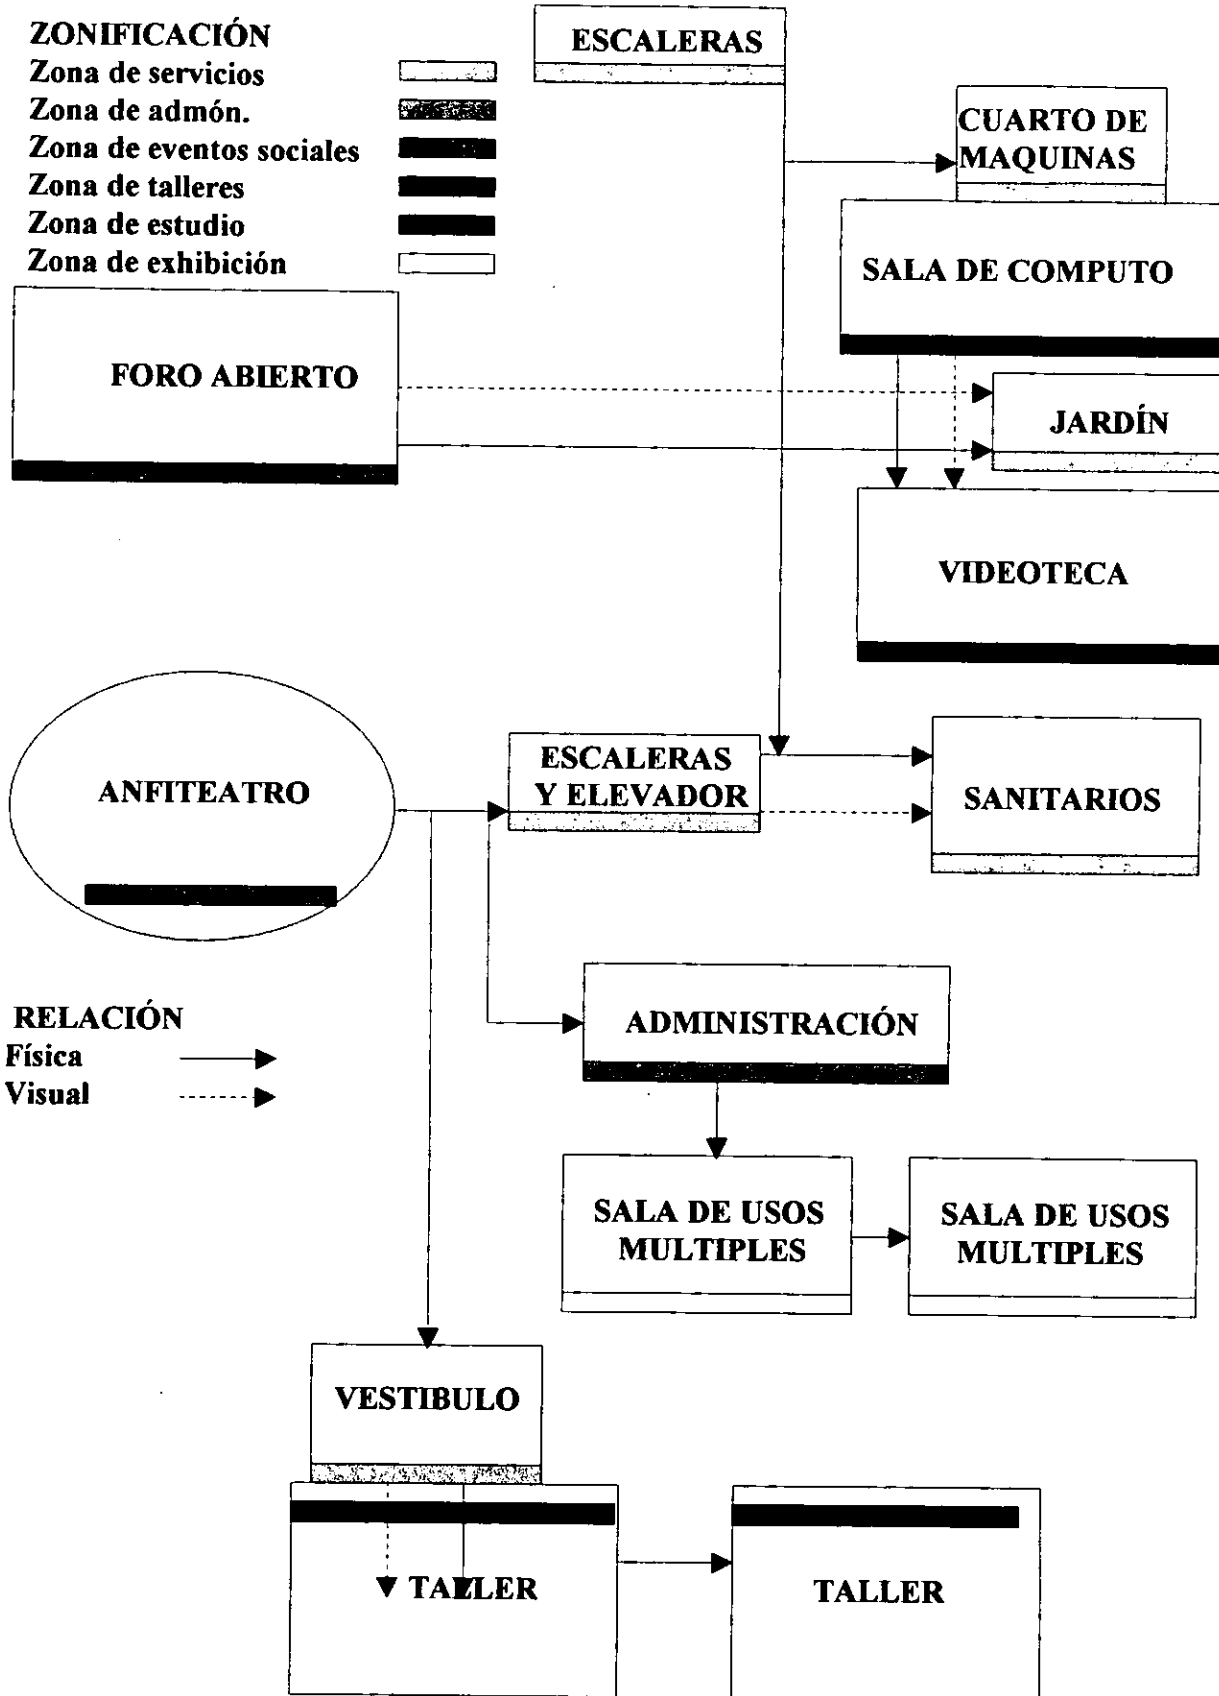 ZONIFICACIÓN
Zona de servicios
Zona de admón.
Zona de eventos sociales
Zona de talleres
Zona de estudio
Zona de exhibición
ESCALERAS
CUARTO DE
MAQUINAS
SALA DE COMPUTO
FORO ABIERTO
JARDÍN
VIDEOTECA
ANFITEATRO
ESCALERAS
Y ELEVADOR
SANITARIOS
RELACIÓN
Física
Visual
ADMINISTRACIÓN
SALA DE USOS
MULTIPLES
SALA DE USOS
MULTIPLES
VESTIBULO
TALLER
TALLER